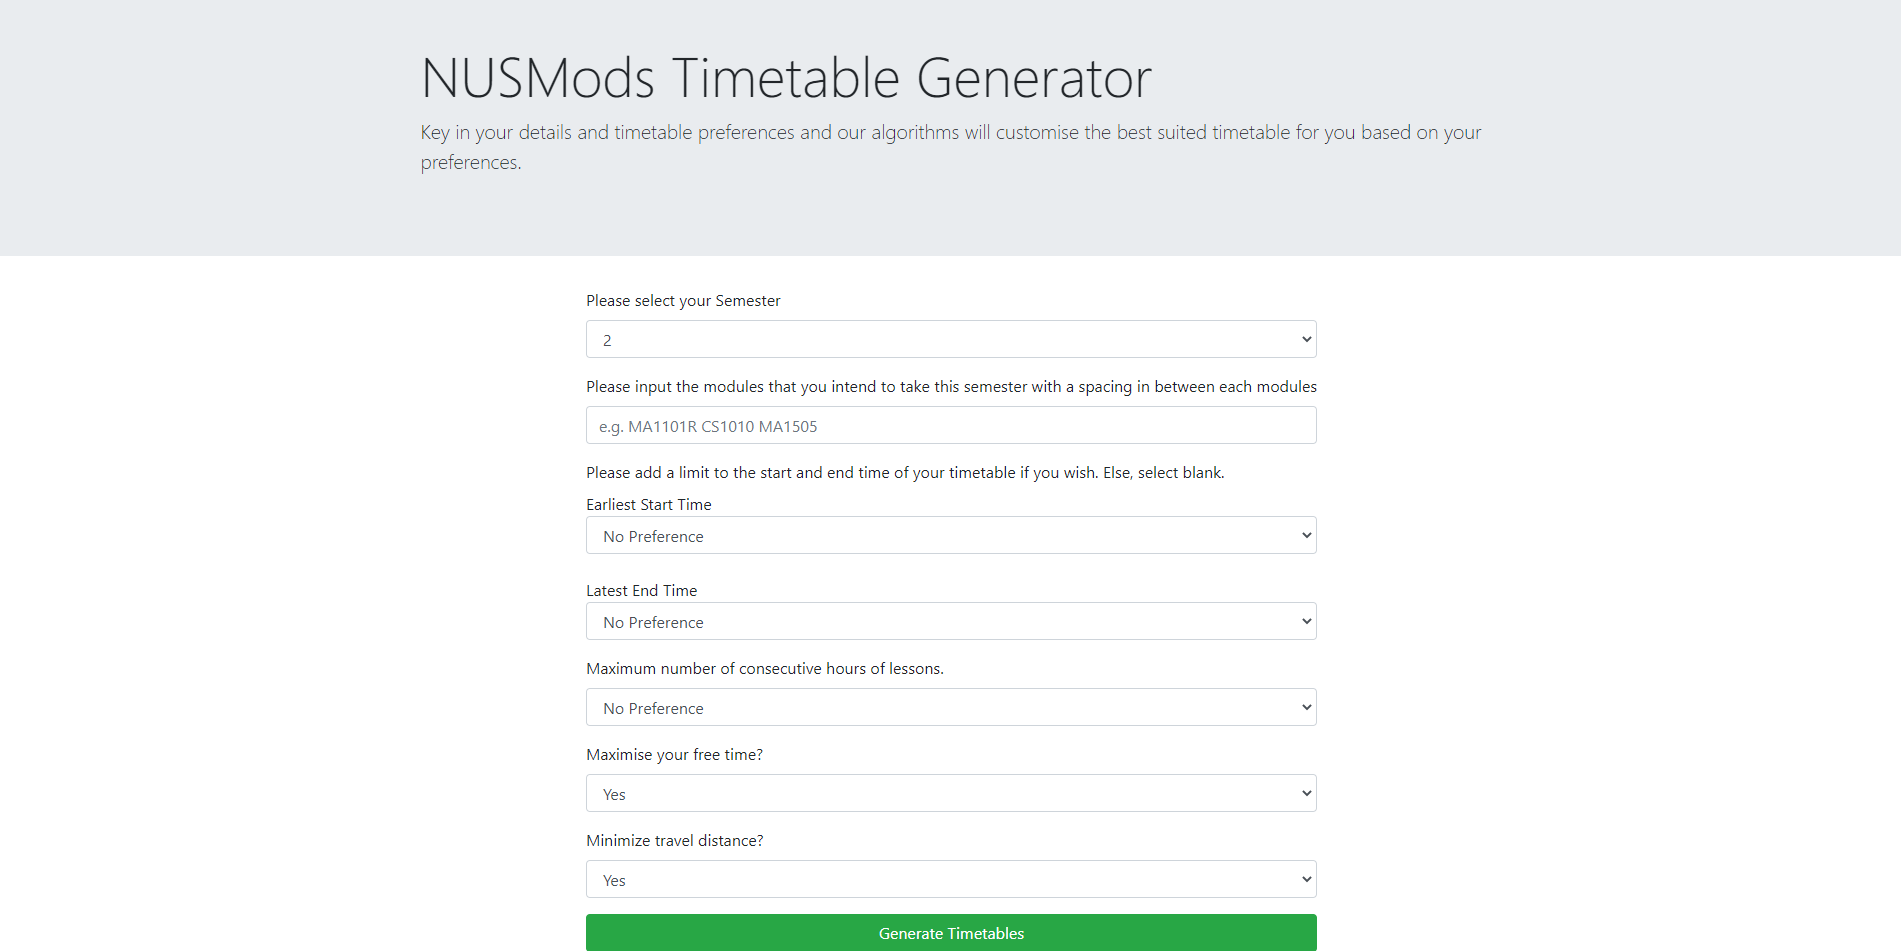 NUSMods Timetable Generator
Key in your details and timetable preferences and our algorithms will customise the best suited timetable for you based on your
preferences.
Please select your Semester
2
Please input the modules that you intend to take this semester with a spacing in between each modules
e.g. MA1101R CS1010 MA1505
Please add a limit to the start and end time of your timetable if you wish. Else, select blank.
Earliest Start Time
No Preference
Latest End Time
No Preference
Maximum number of consecutive hours of lessons.
No Preference
Maximise your free time?
Yes
Minimize travel distance?
Yes
Generate Timetables